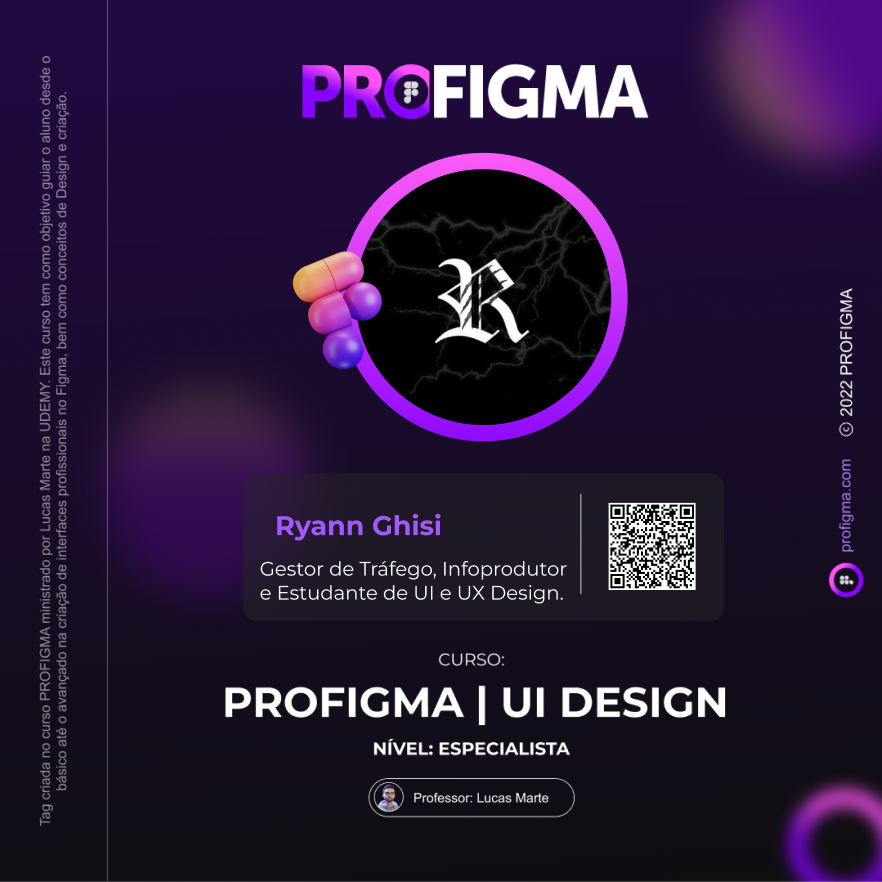 PROFIGMA
R
Ryann Ghisi
Gestor de Tráfego, Infoprodutor
e Estudante de UI e UX Design.
CURSO:
PROFIGMA | UI DESIGN
NÍVEL: ESPECIALISTA
Professor: Lucas Marte
Tag criada no curso PROFIGMA ministrado por Lucas Marte na UDEMY. Este curso tem como objetivo guiar o aluno desde o
básico até o avançado na criação de interfaces profissionais no Figma, bem como conceitos de Design e criação.
profigma.com
© 2022 PROFIGMA